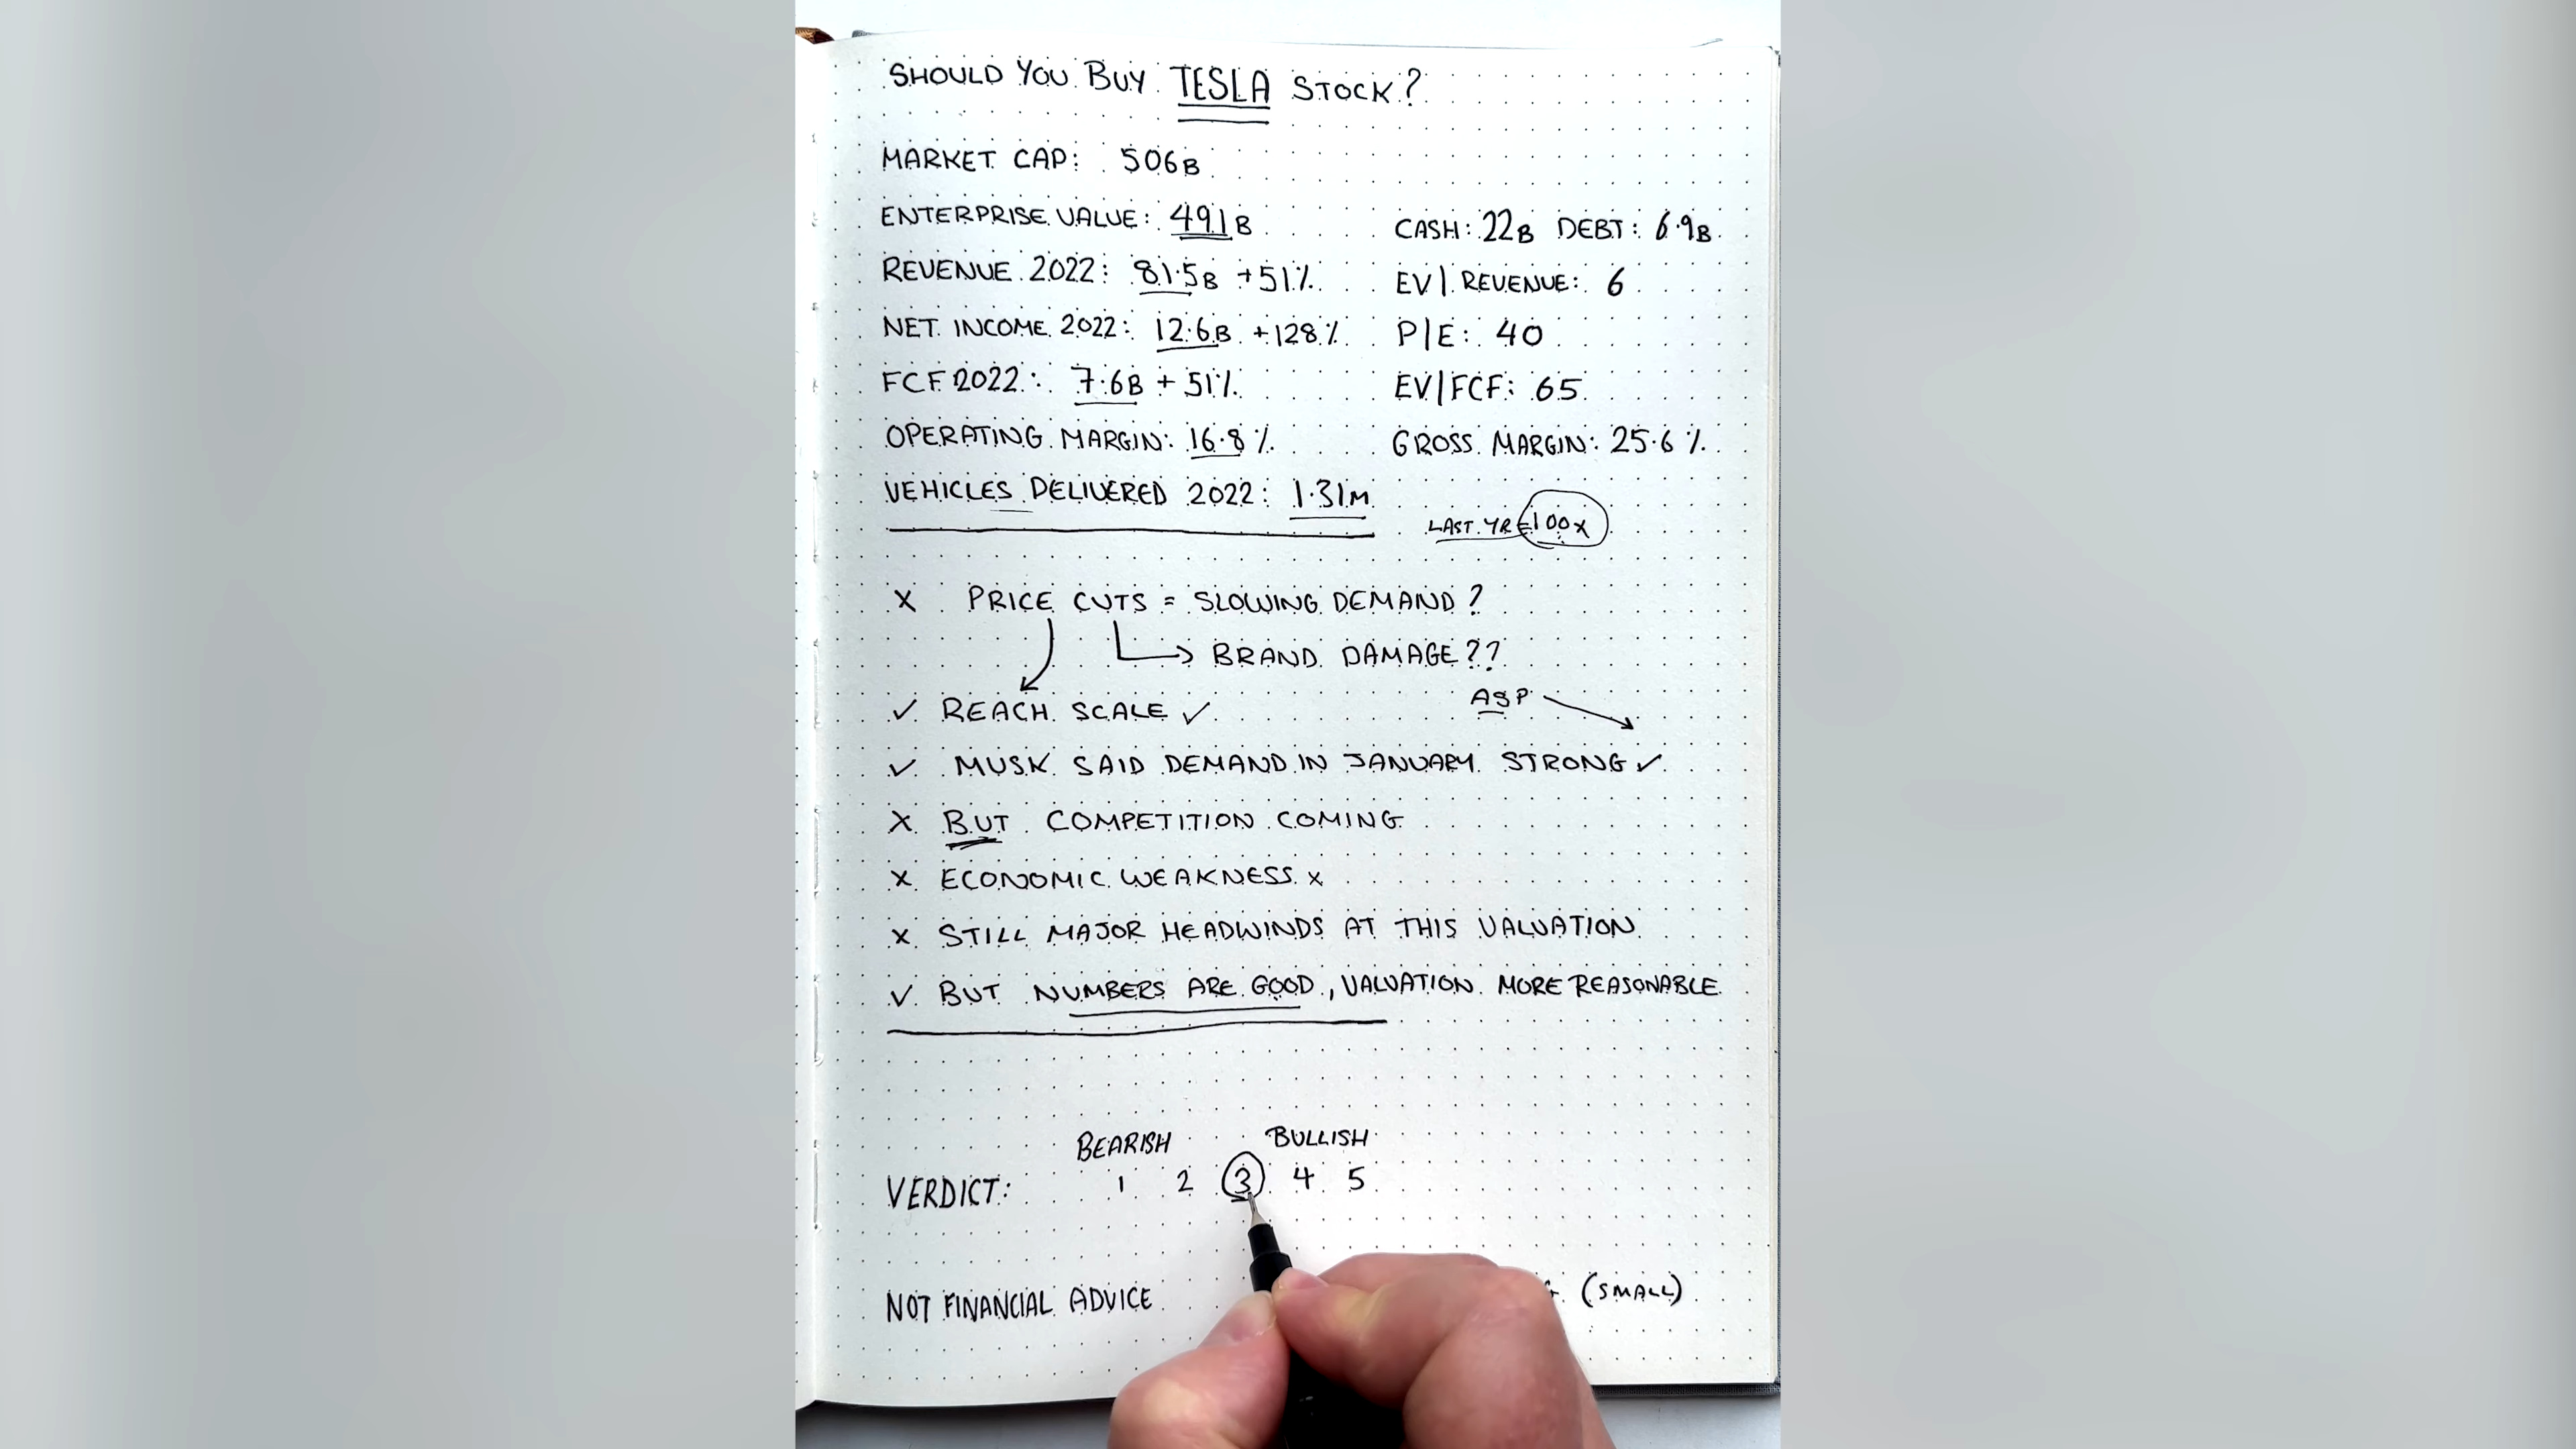 SHOULD YOU BUY TESLA STOCK?
MARKET CAP: 506B
ENTERPRISE VALUE: 491B CASH: 22B DEBT: 6.9B
REVENUE 2022: 81.5B +51% EV/REVENUE: 6
NET INCOME 2022: 12.6B +128% P/E: 40
FCF 2022: 7.6B +51% EV/FCF: 65
OPERATING MARGIN: 16.8% GROSS MARGIN: 25.6%
VEHICLES DELIVERED 2022: 1.31M
LAST YR = 100x
X PRICE CUTS = SLOWING DEMAND?
→ BRAND DAMAGE??
✓ REACH SCALE ✓
ASP
✓ MUSK SAID DEMAND IN JANUARY STRONG ✓
X BUT COMPETITION COMING
X ECONOMIC WEAKNESS X
X STILL MAJOR HEADWINDS AT THIS VALUATION
✓ BUT NUMBERS ARE GOOD, VALUATION MORE REASONABLE
BEARISH BULLISH
VERDICT: 1 2 3 4 5
NOT FINANCIAL ADVICE (SMALL)